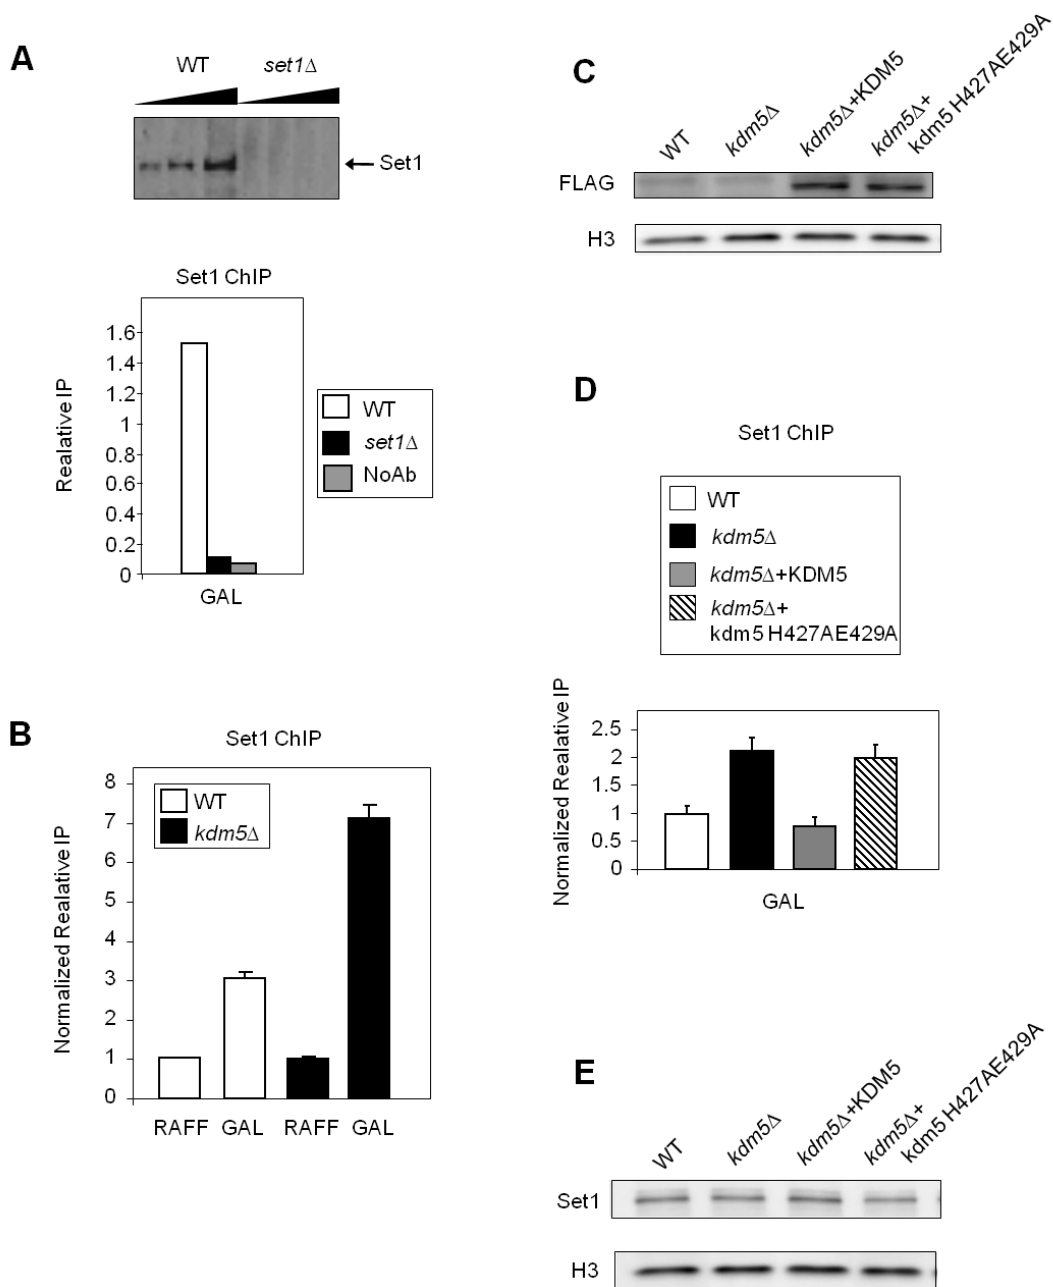 A
WT set1Δ
Set1
Set1 ChIP
Realative IP
1.6
1.4
1.2
1
0.8
0.6
0.4
0.2
0
GAL
WT
set1Δ
NoAb
B
Set1 ChIP
Normalized Realative IP
8
7
6
5
4
3
2
1
0
WT
kdm5Δ
RAFF GAL RAFF GAL
C
WT
kdm5Δ
kdm5Δ+KDM5
kdm5Δ+
kdm5 H427AE429A
FLAG
H3
D
Set1 ChIP
WT
kdm5Δ
kdm5Δ+KDM5
kdm5Δ+
kdm5 H427AE429A
Normalized Realative IP
2.5
2
1.5
1
0.5
0
GAL
E
WT
kdm5Δ
kdm5Δ+KDM5
kdm5Δ+
kdm5 H427AE429A
Set1
H3